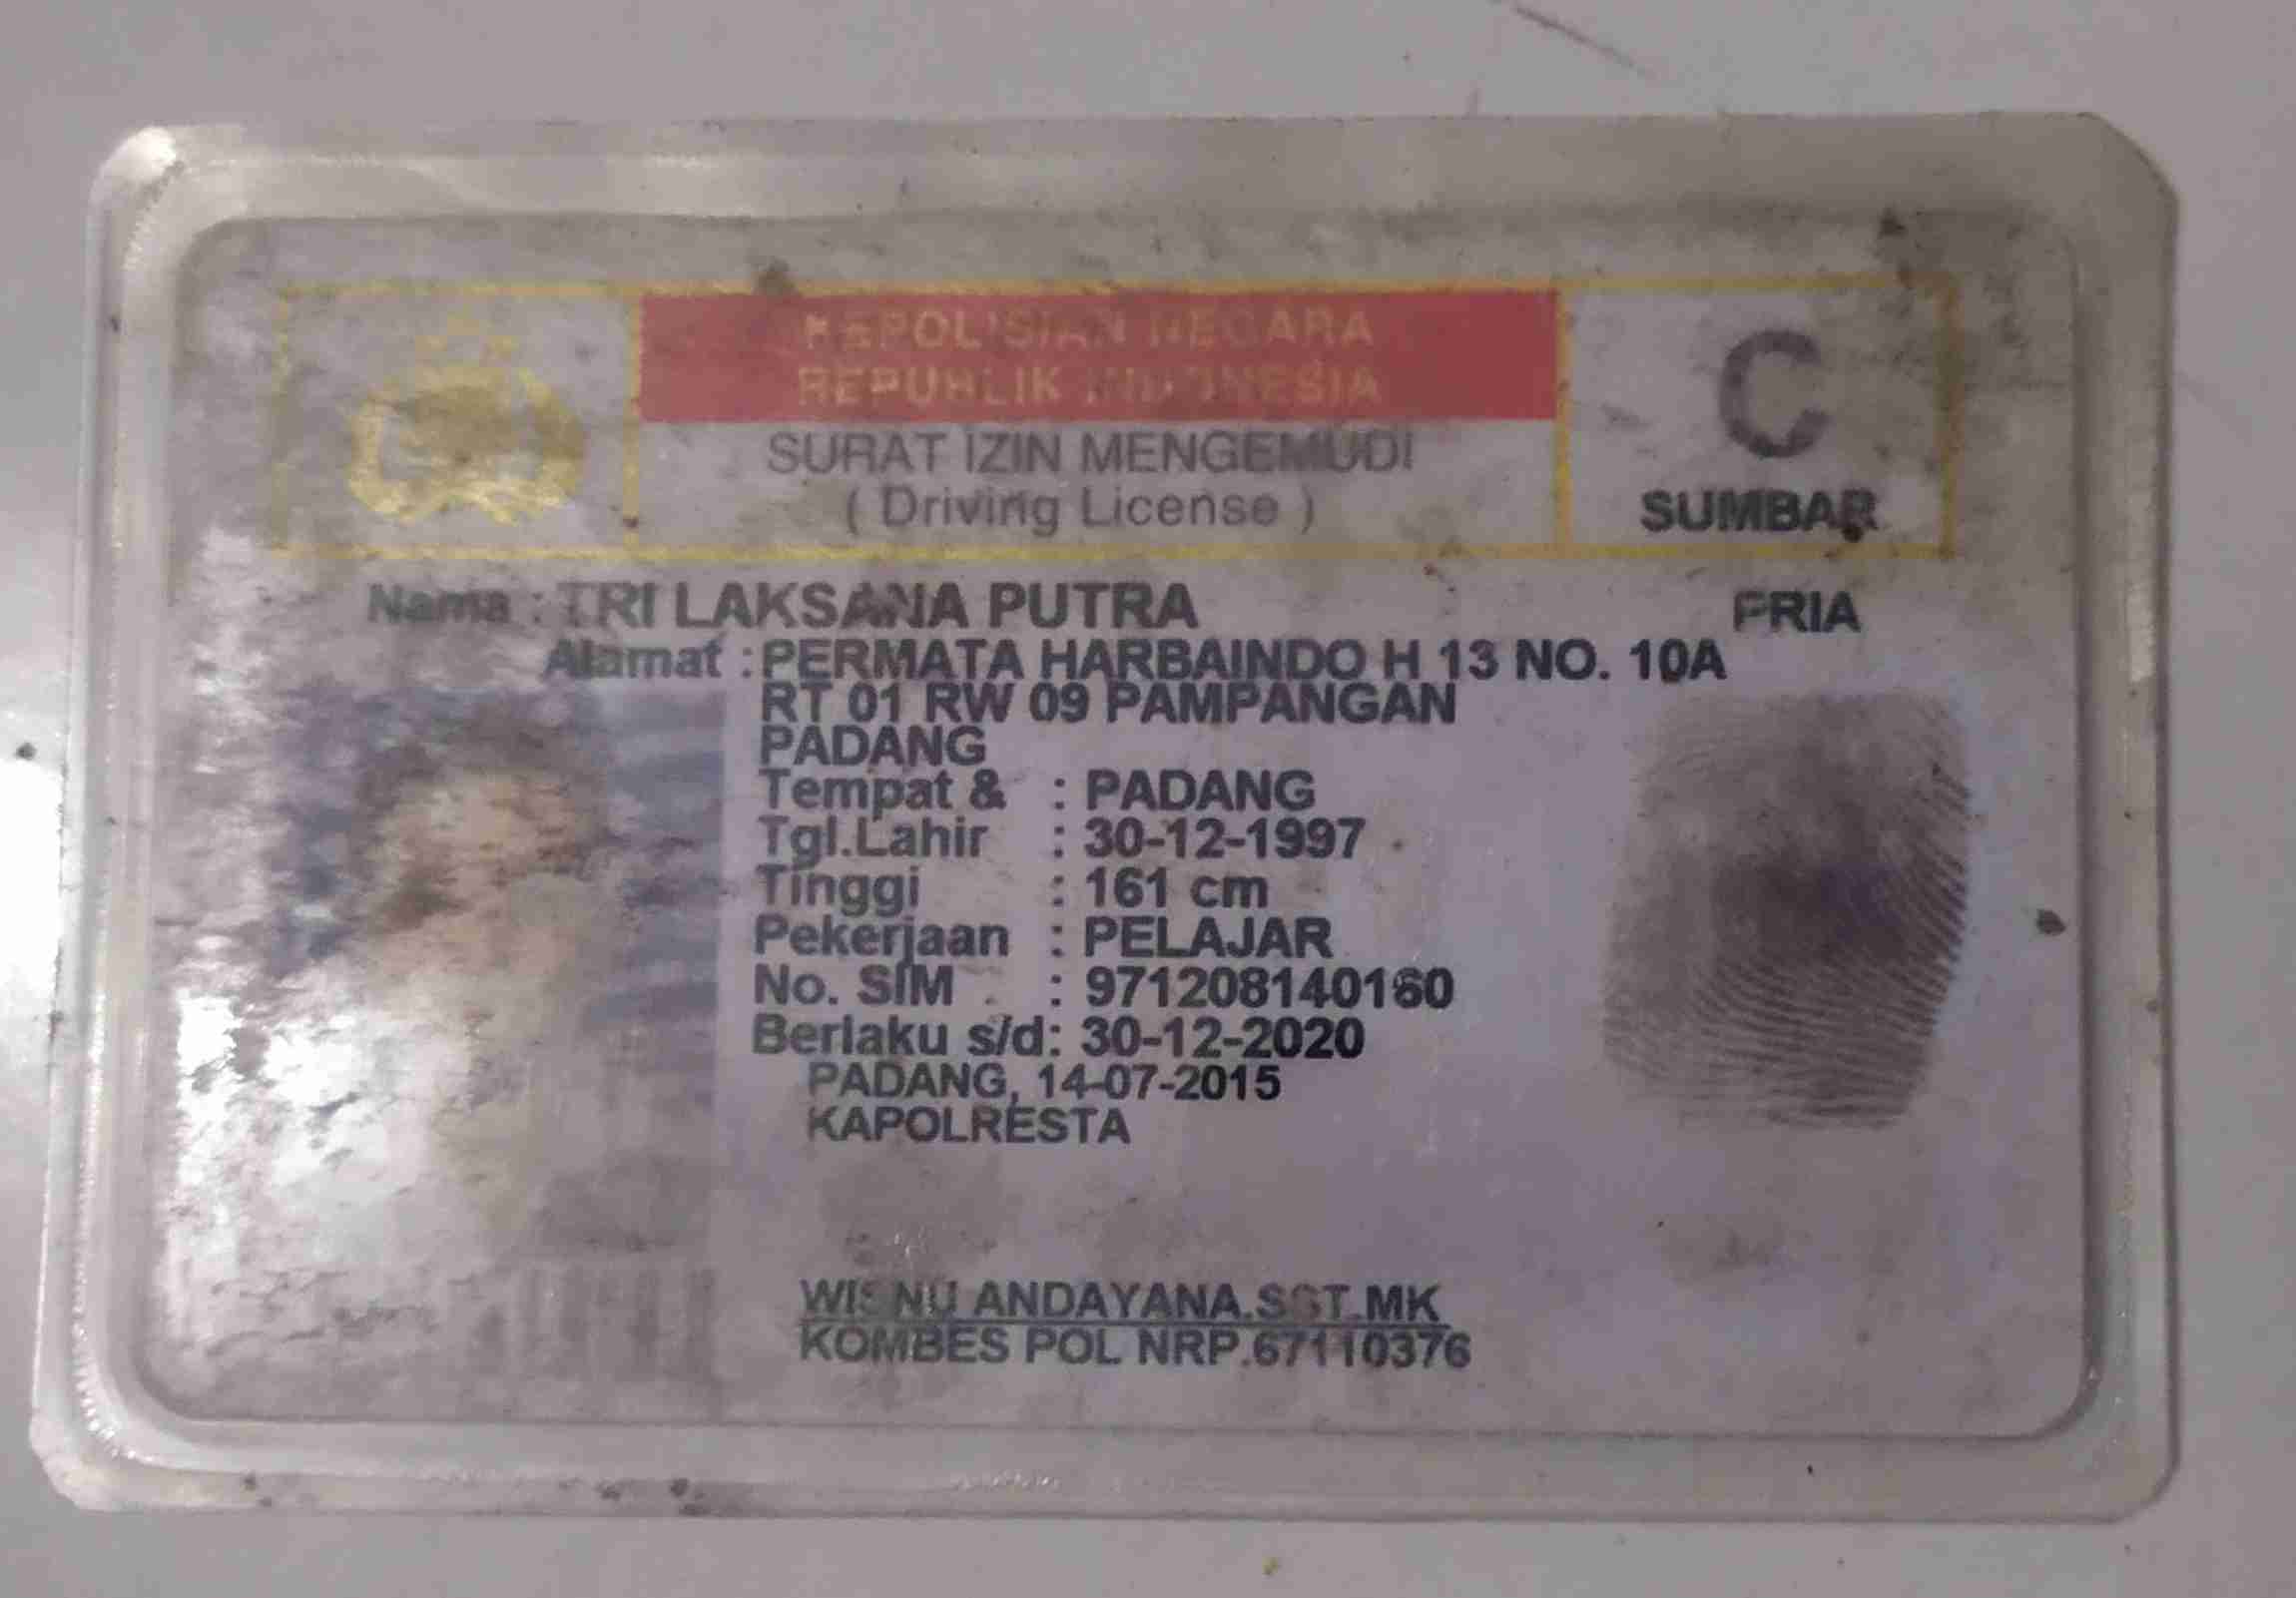 KEPOLISIAN NEGARA
REPUBLIK INDONESIA
SURAT IZIN MENGEMUDI
( Driving License )
C
SUMBAR
Nama : TRI LAKSANA PUTRA
PRIA
Alamat : PERMATA HARBAINDO H 13 NO. 10A
RT 01 RW 09 PAMPANGAN
PADANG
Tempat & : PADANG
Tgl.Lahir : 30-12-1997
Tinggi : 161 cm
Pekerjaan : PELAJAR
No. SIM : 971208140160
Berlaku s/d: 30-12-2020
PADANG, 14-07-2015
KAPOLRESTA
WISNU ANDAYANA.SST.MK
KOMBES POL NRP.67110376